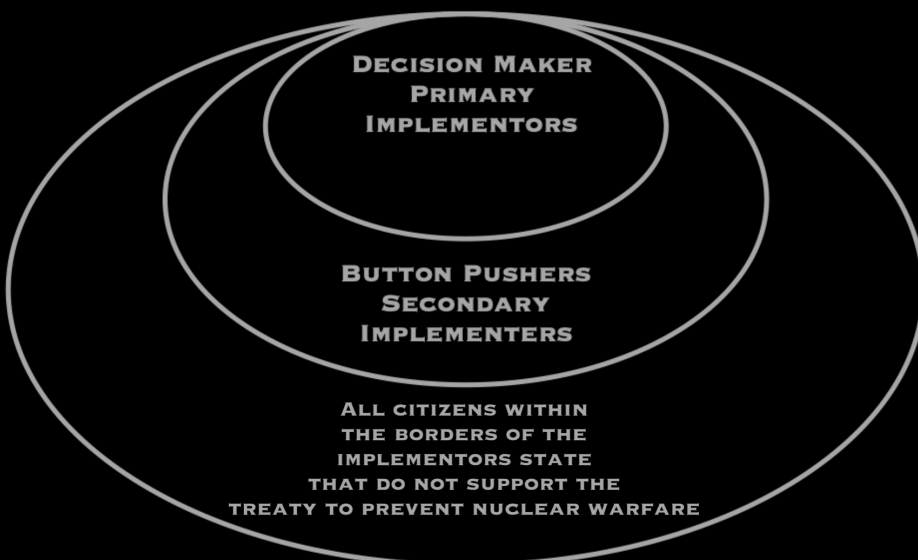 Decision Maker
Primary
Implementors
Button Pushers
Secondary
Implementers
All citizens within
the borders of the
implementors state
that do not support the
treaty to prevent nuclear warfare